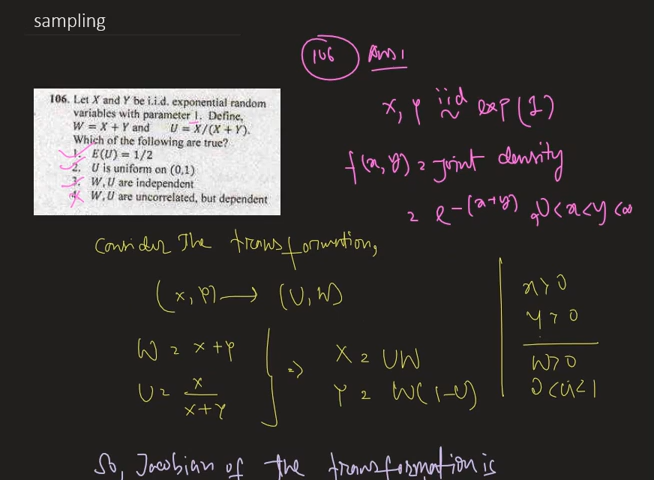 sampling
106 Ans 1
106. Let X and Y be i.i.d. exponential random
variables with parameter 1. Define,
W = X + Y and U = X/(X + Y).
Which of the following are true?
1. E(U) = 1/2
2. U is uniform on (0,1)
3. W, U are independent
4. W, U are uncorrelated, but dependent
X, Y iid ~ exp(1)
f(x,y) = joint density
= e-(x+y) , 0<x<y<∞
Consider the transformation,
(X, Y) → (U, W)
x>0
y>0
W = X+Y
U = X/(X+Y)
⇒ X = UW
Y = W(1-U)
W>0
0<U<1
So, Jacobian of the transformation is